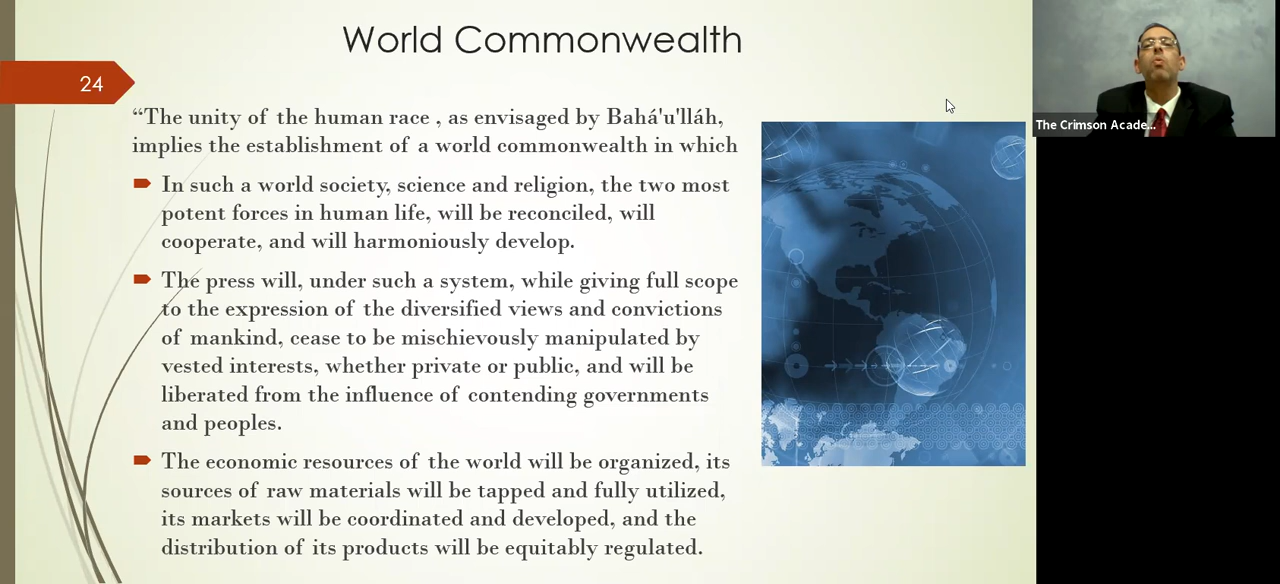 World Commonwealth
24
“The unity of the human race , as envisaged by Bahá'u'lláh,
implies the establishment of a world commonwealth in which
In such a world society, science and religion, the two most
potent forces in human life, will be reconciled, will
cooperate, and will harmoniously develop.
The press will, under such a system, while giving full scope
to the expression of the diversified views and convictions
of mankind, cease to be mischievously manipulated by
vested interests, whether private or public, and will be
liberated from the influence of contending governments
and peoples.
The economic resources of the world will be organized, its
sources of raw materials will be tapped and fully utilized,
its markets will be coordinated and developed, and the
distribution of its products will be equitably regulated.
The Crimson Acade...